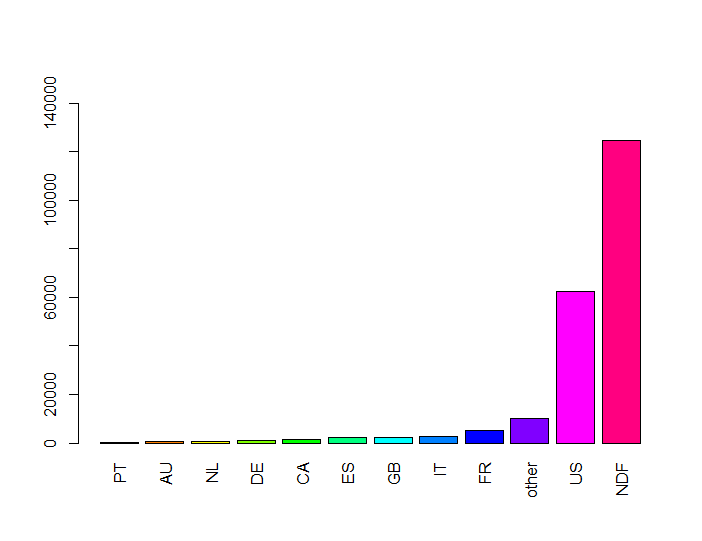 140000
100000
60000
20000
0
PT
AU
NL
DE
CA
ES
GB
IT
FR
other
US
NDF